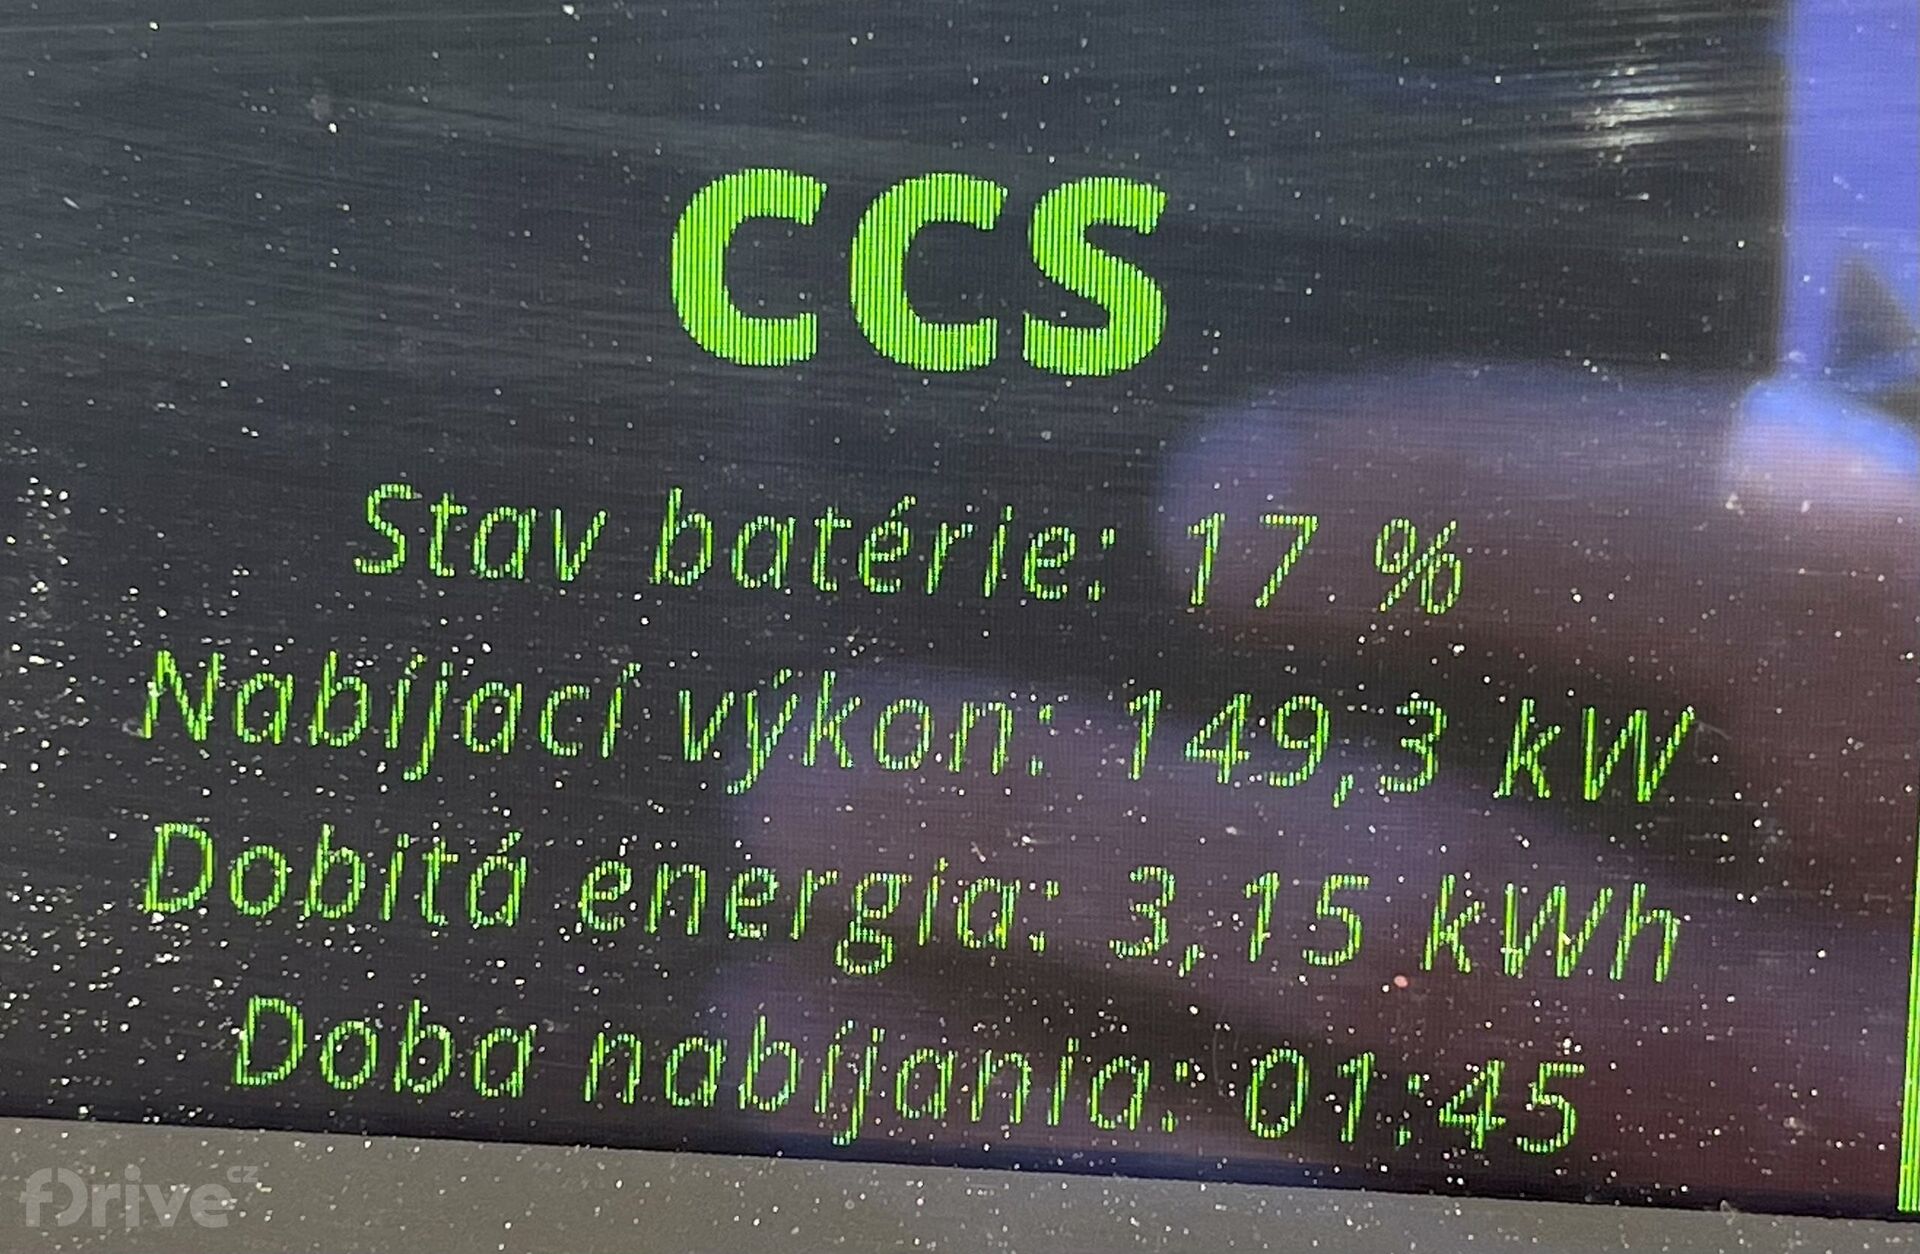 CCS
Stav batérie: 17 %
Nabíjací výkon: 149,3 kW
Dobitá energia: 3,15 kWh
Doba nabíjania: 01:45
fDrive.cz